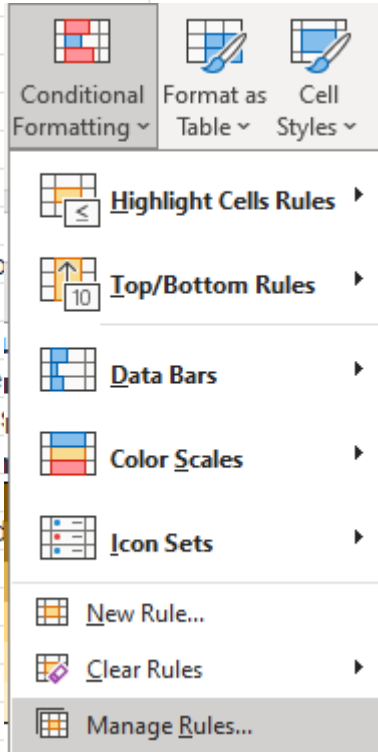 Conditional Formatting
Format as Table
Cell Styles
≤
Highlight Cells Rules
10
Top/Bottom Rules
Data Bars
Color Scales
Icon Sets
New Rule...
Clear Rules
Manage Rules...